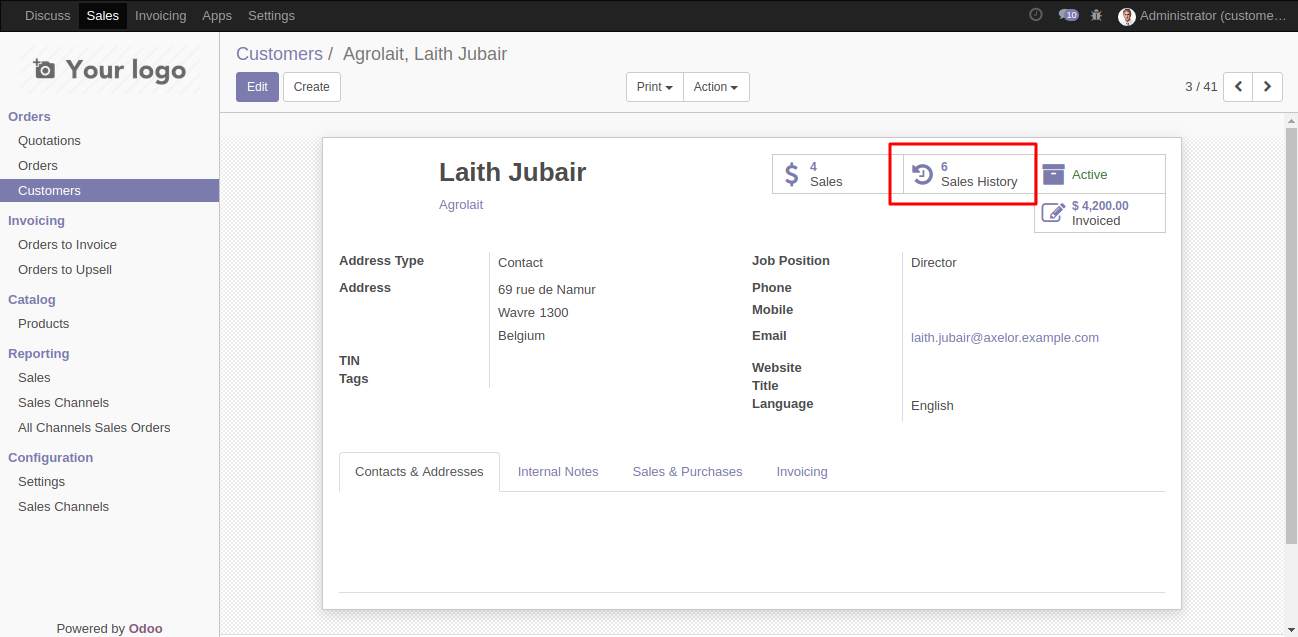 Discuss Sales Invoicing Apps Settings 10 Administrator (custome…
Your logo
Customers / Agrolait, Laith Jubair
Edit Create Print Action 3 / 41
Orders
Quotations
Orders
Customers
Invoicing
Orders to Invoice
Orders to Upsell
Catalog
Products
Reporting
Sales
Sales Channels
All Channels Sales Orders
Configuration
Settings
Sales Channels
Powered by Odoo
Laith Jubair
Agrolait
4
Sales
6
Sales History
Active
$ 4,200.00
Invoiced
Address Type Contact
Address 69 rue de Namur
Wavre 1300
Belgium
TIN
Tags
Job Position Director
Phone
Mobile
Email laith.jubair@axelor.example.com
Website
Title
Language English
Contacts & Addresses Internal Notes Sales & Purchases Invoicing